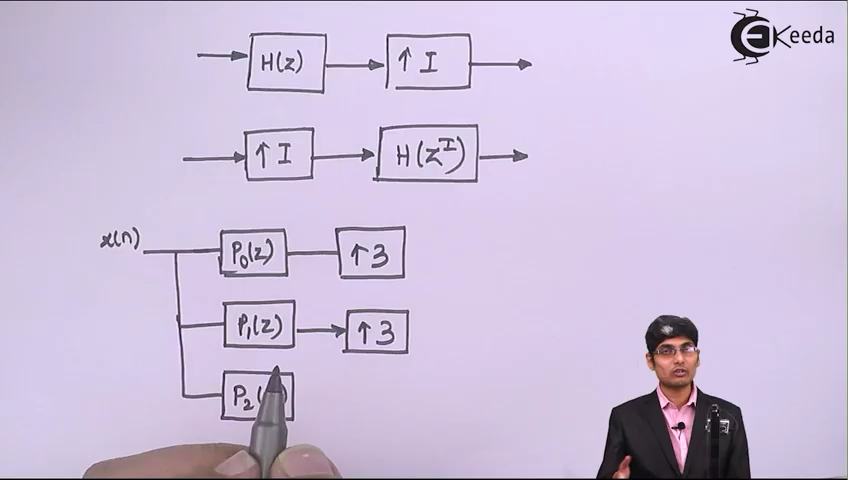 Ekeeda
H(z) ↑ I
↑ I H(z^I)
x(n) P₀(z) ↑3
P₁(z) ↑3
P₂(